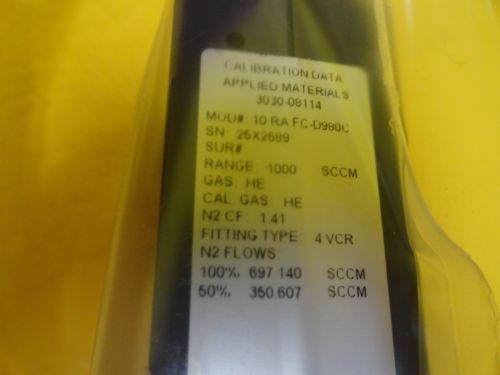 CALIBRATION DATA
APPLIED MATERIALS
3030-08114
MOD#: 10 RA FC-D980C
SN: 25X2689
SUR#
RANGE: 1000 SCCM
GAS: HE
CAL. GAS: HE
N2 CF: 1.41
FITTING TYPE: 4 VCR
N2 FLOWS:
100%, 697.140 SCCM
50%, 350.607 SCCM